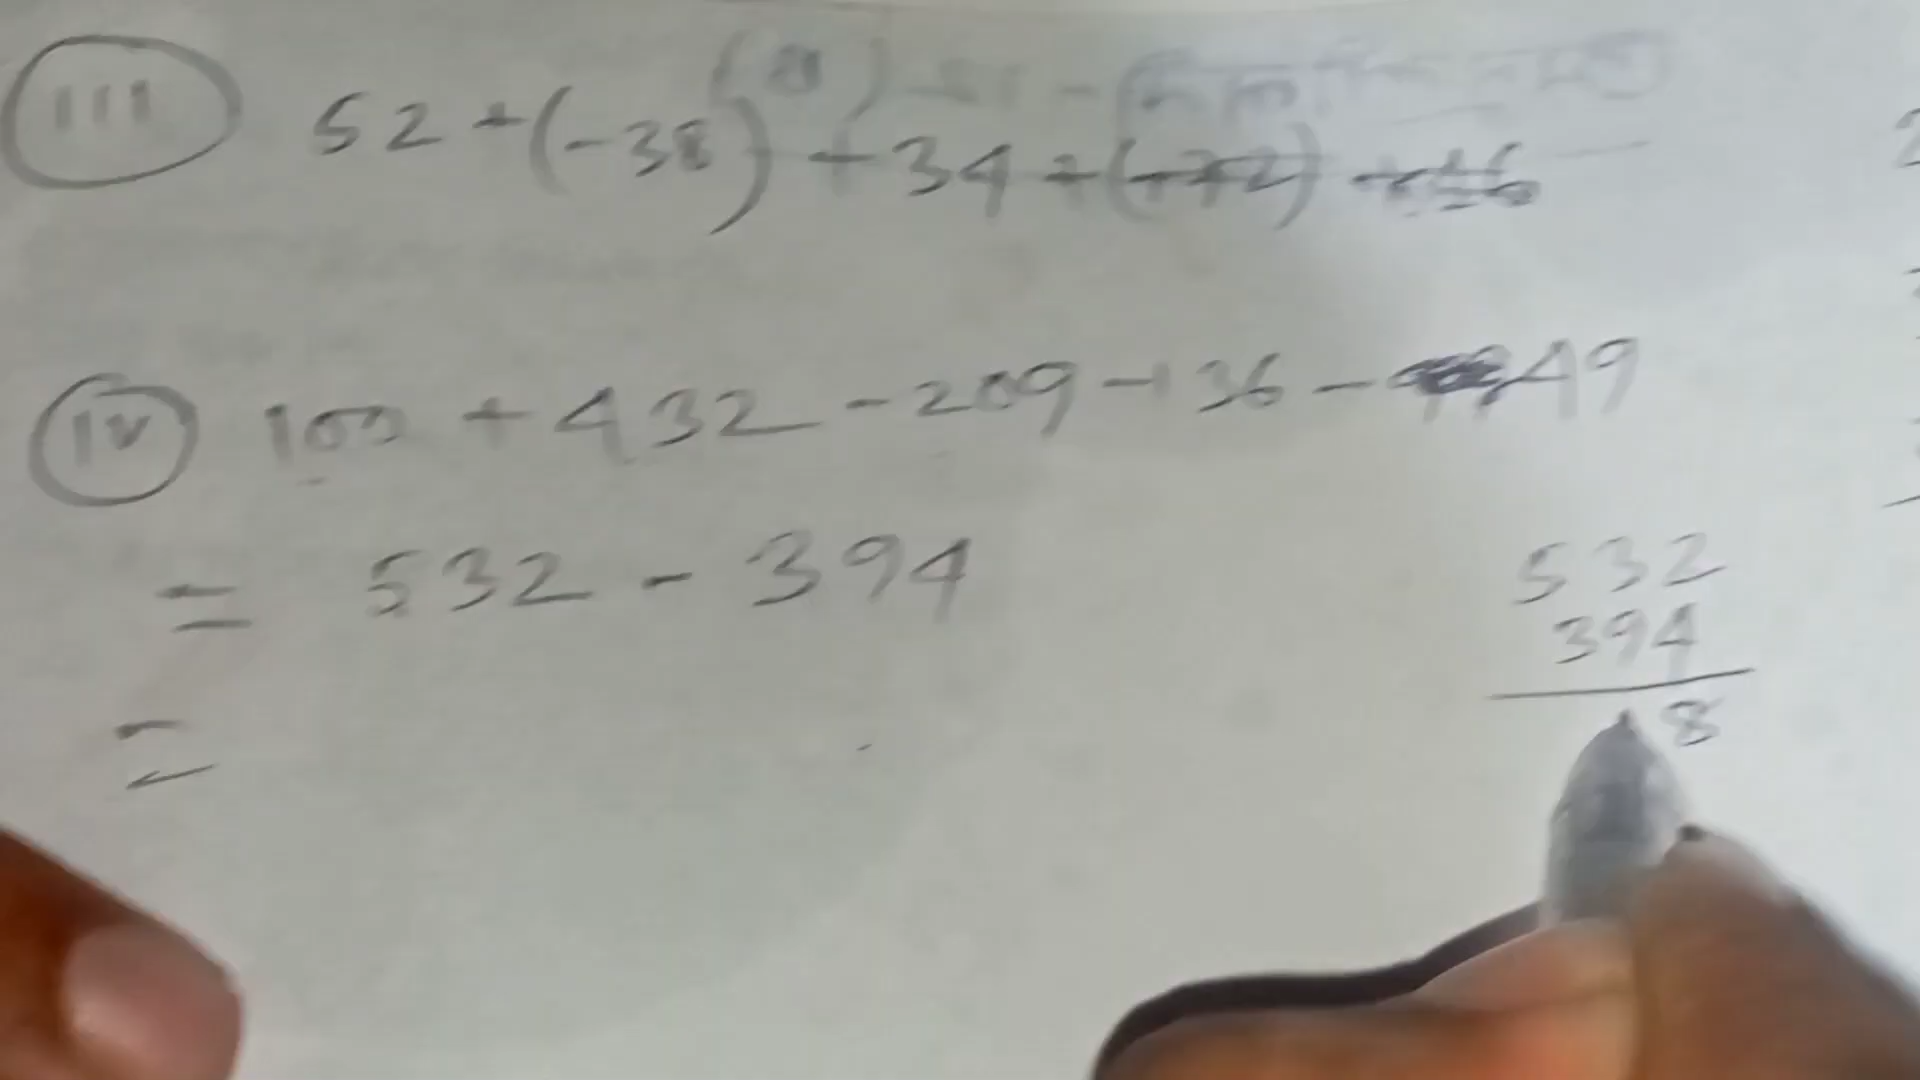 III 52 + (-38) + 34
IV 100 + 432 - 209 - 136 - 49
= 532 - 394
=
532
394
8